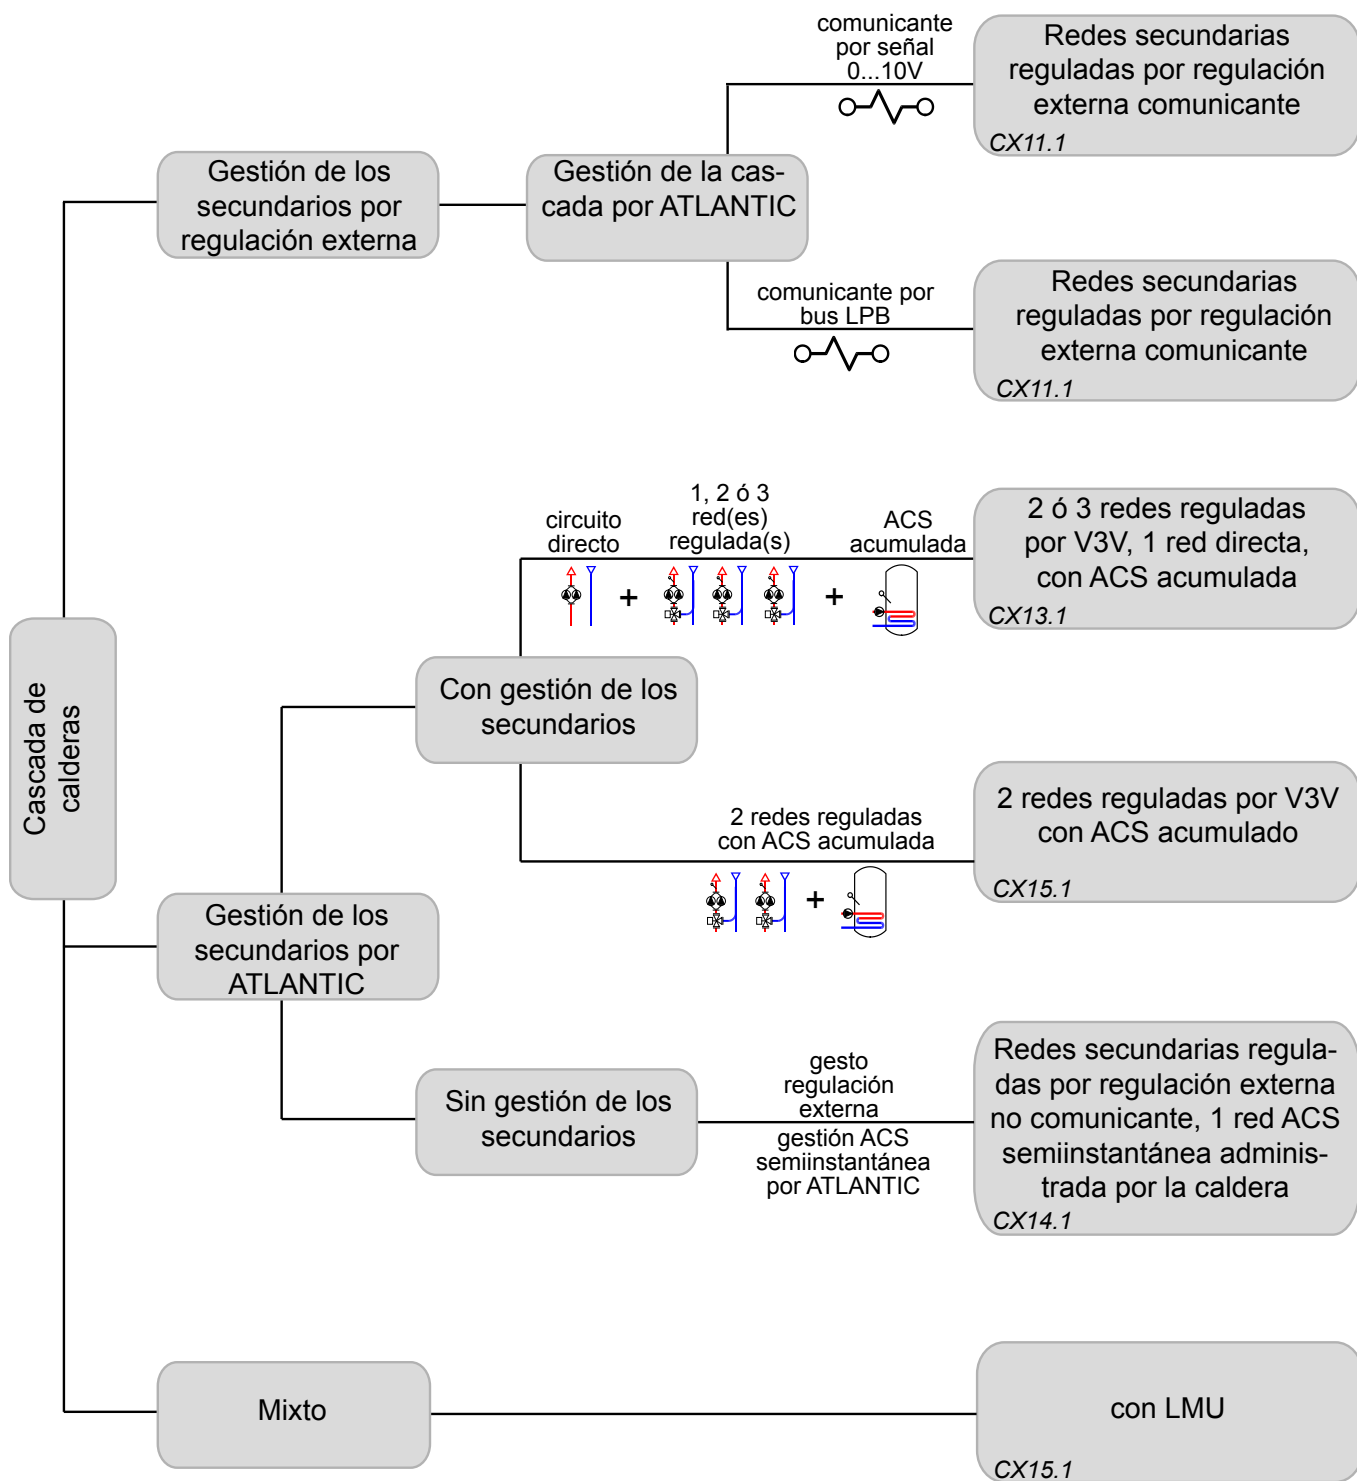 comunicante
por señal
0...10V
Redes secundarias
reguladas por regulación
externa comunicante
CX11.1
Gestión de los
secundarios por
regulación externa
Gestión de la cas-
cada por ATLANTIC
comunicante por
bus LPB
Redes secundarias
reguladas por regulación
externa comunicante
CX11.1
circuito
directo
+
1, 2 ó 3
red(es)
regulada(s)
+
ACS
acumulada
2 ó 3 redes reguladas
por V3V, 1 red directa,
con ACS acumulada
CX13.1
Cascada de
calderas
Con gestión de los
secundarios
2 redes reguladas
con ACS acumulada
+
2 redes reguladas por V3V
con ACS acumulado
CX15.1
Gestión de los
secundarios por
ATLANTIC
Sin gestión de los
secundarios
gesto
regulación
externa
gestión ACS
semiinstantánea
por ATLANTIC
Redes secundarias regula-
das por regulación externa
no comunicante, 1 red ACS
semiinstantánea adminis-
trada por la caldera
CX14.1
Mixto
con LMU
CX15.1